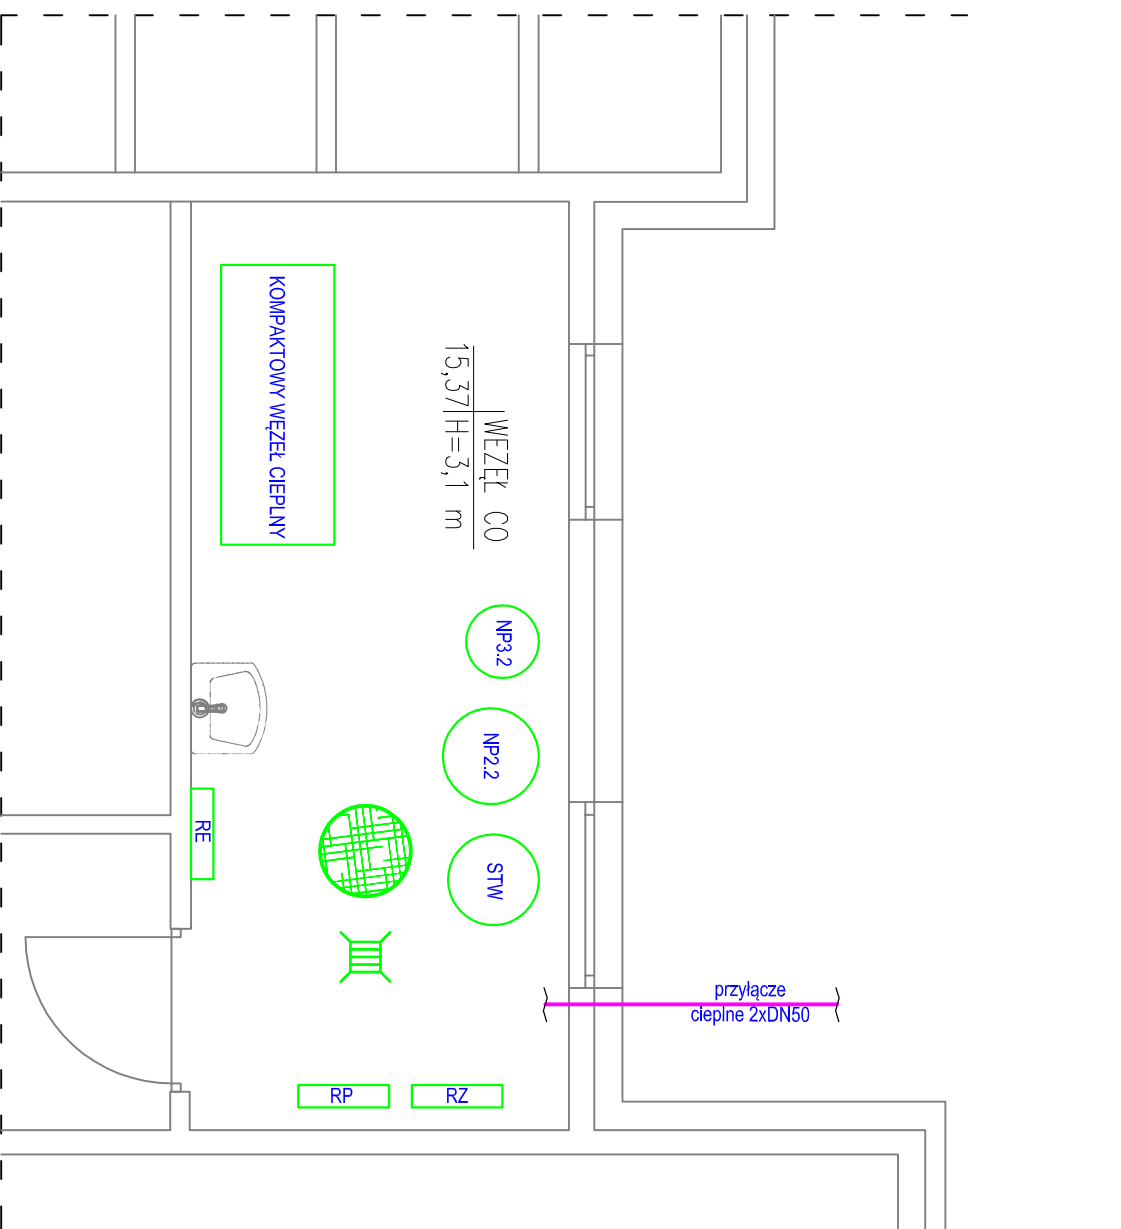 KOMPAKTOWY WĘZEŁ CIEPLNY
WEZEŁ CO
15,37 H=3,1 m
NP3.2
NP2.2
STW
RE
przyłącze
cieplne 2xDN50
RP
RZ